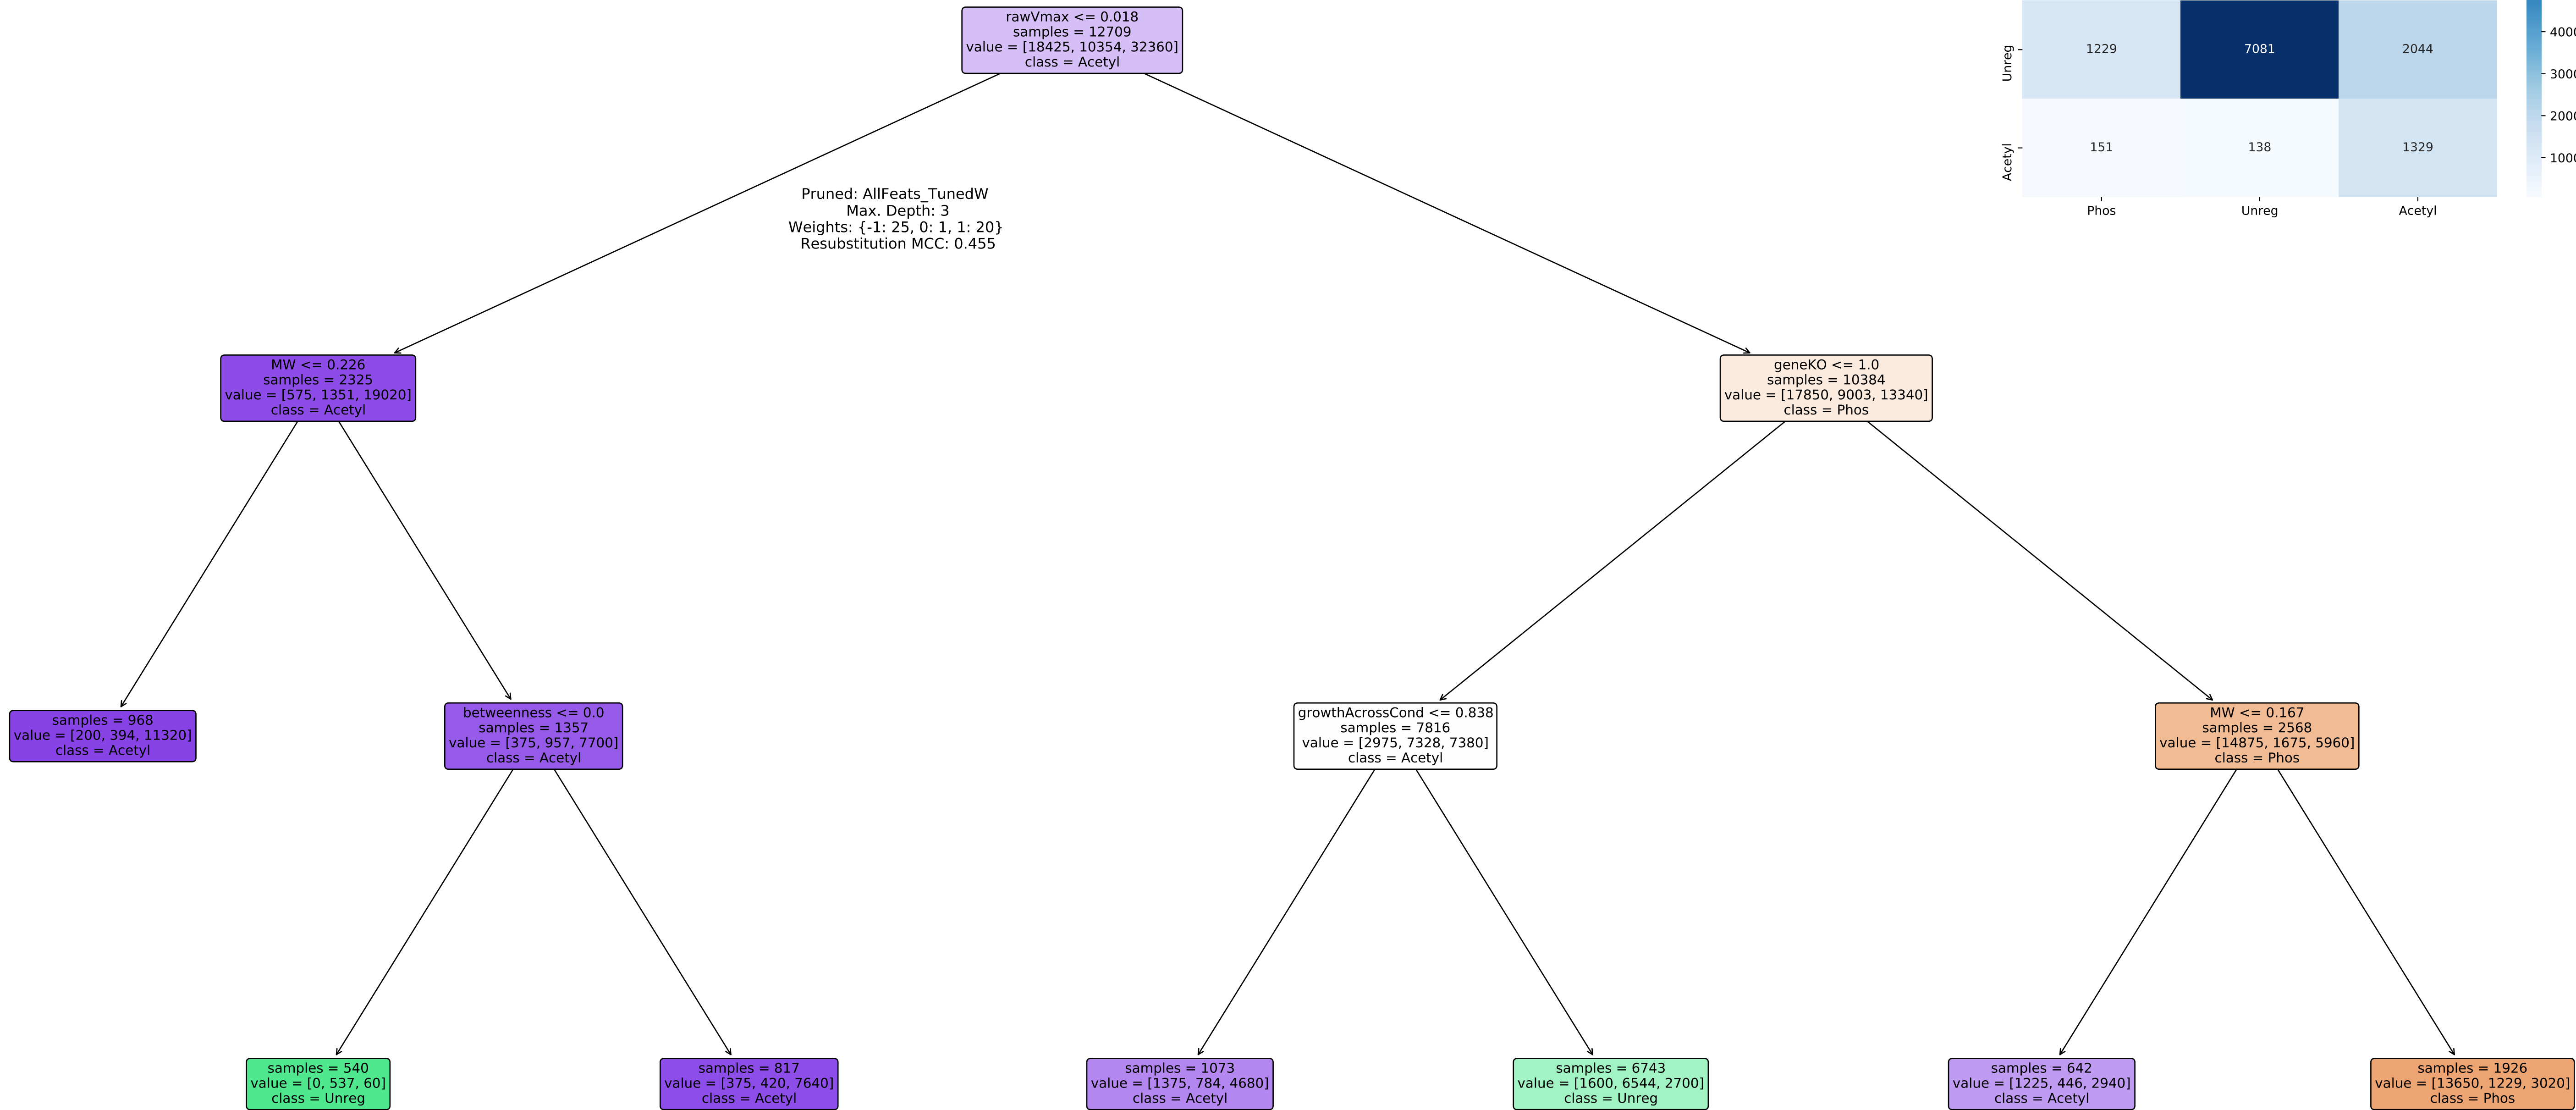 rawVmax <= 0.018
samples = 12709
value = [18425, 10354, 32360]
class = Acetyl
Unreg
1229
7081
2044
Acetyl
151
138
1329
Phos
Unreg
Acetyl
Pruned: AllFeats_TunedW
Max. Depth: 3
Weights: {-1: 25, 0: 1, 1: 20}
Resubstitution MCC: 0.455
MW <= 0.226
samples = 2325
value = [575, 1351, 19020]
class = Acetyl
geneKO <= 1.0
samples = 10384
value = [17850, 9003, 13340]
class = Phos
samples = 968
value = [200, 394, 11320]
class = Acetyl
betweenness <= 0.0
samples = 1357
value = [375, 957, 7700]
class = Acetyl
growthAcrossCond <= 0.838
samples = 7816
value = [2975, 7328, 7380]
class = Acetyl
MW <= 0.167
samples = 2568
value = [14875, 1675, 5960]
class = Phos
samples = 540
value = [0, 537, 60]
class = Unreg
samples = 817
value = [375, 420, 7640]
class = Acetyl
samples = 1073
value = [1375, 784, 4680]
class = Acetyl
samples = 6743
value = [1600, 6544, 2700]
class = Unreg
samples = 642
value = [1225, 446, 2940]
class = Acetyl
samples = 1926
value = [13650, 1229, 3020]
class = Phos